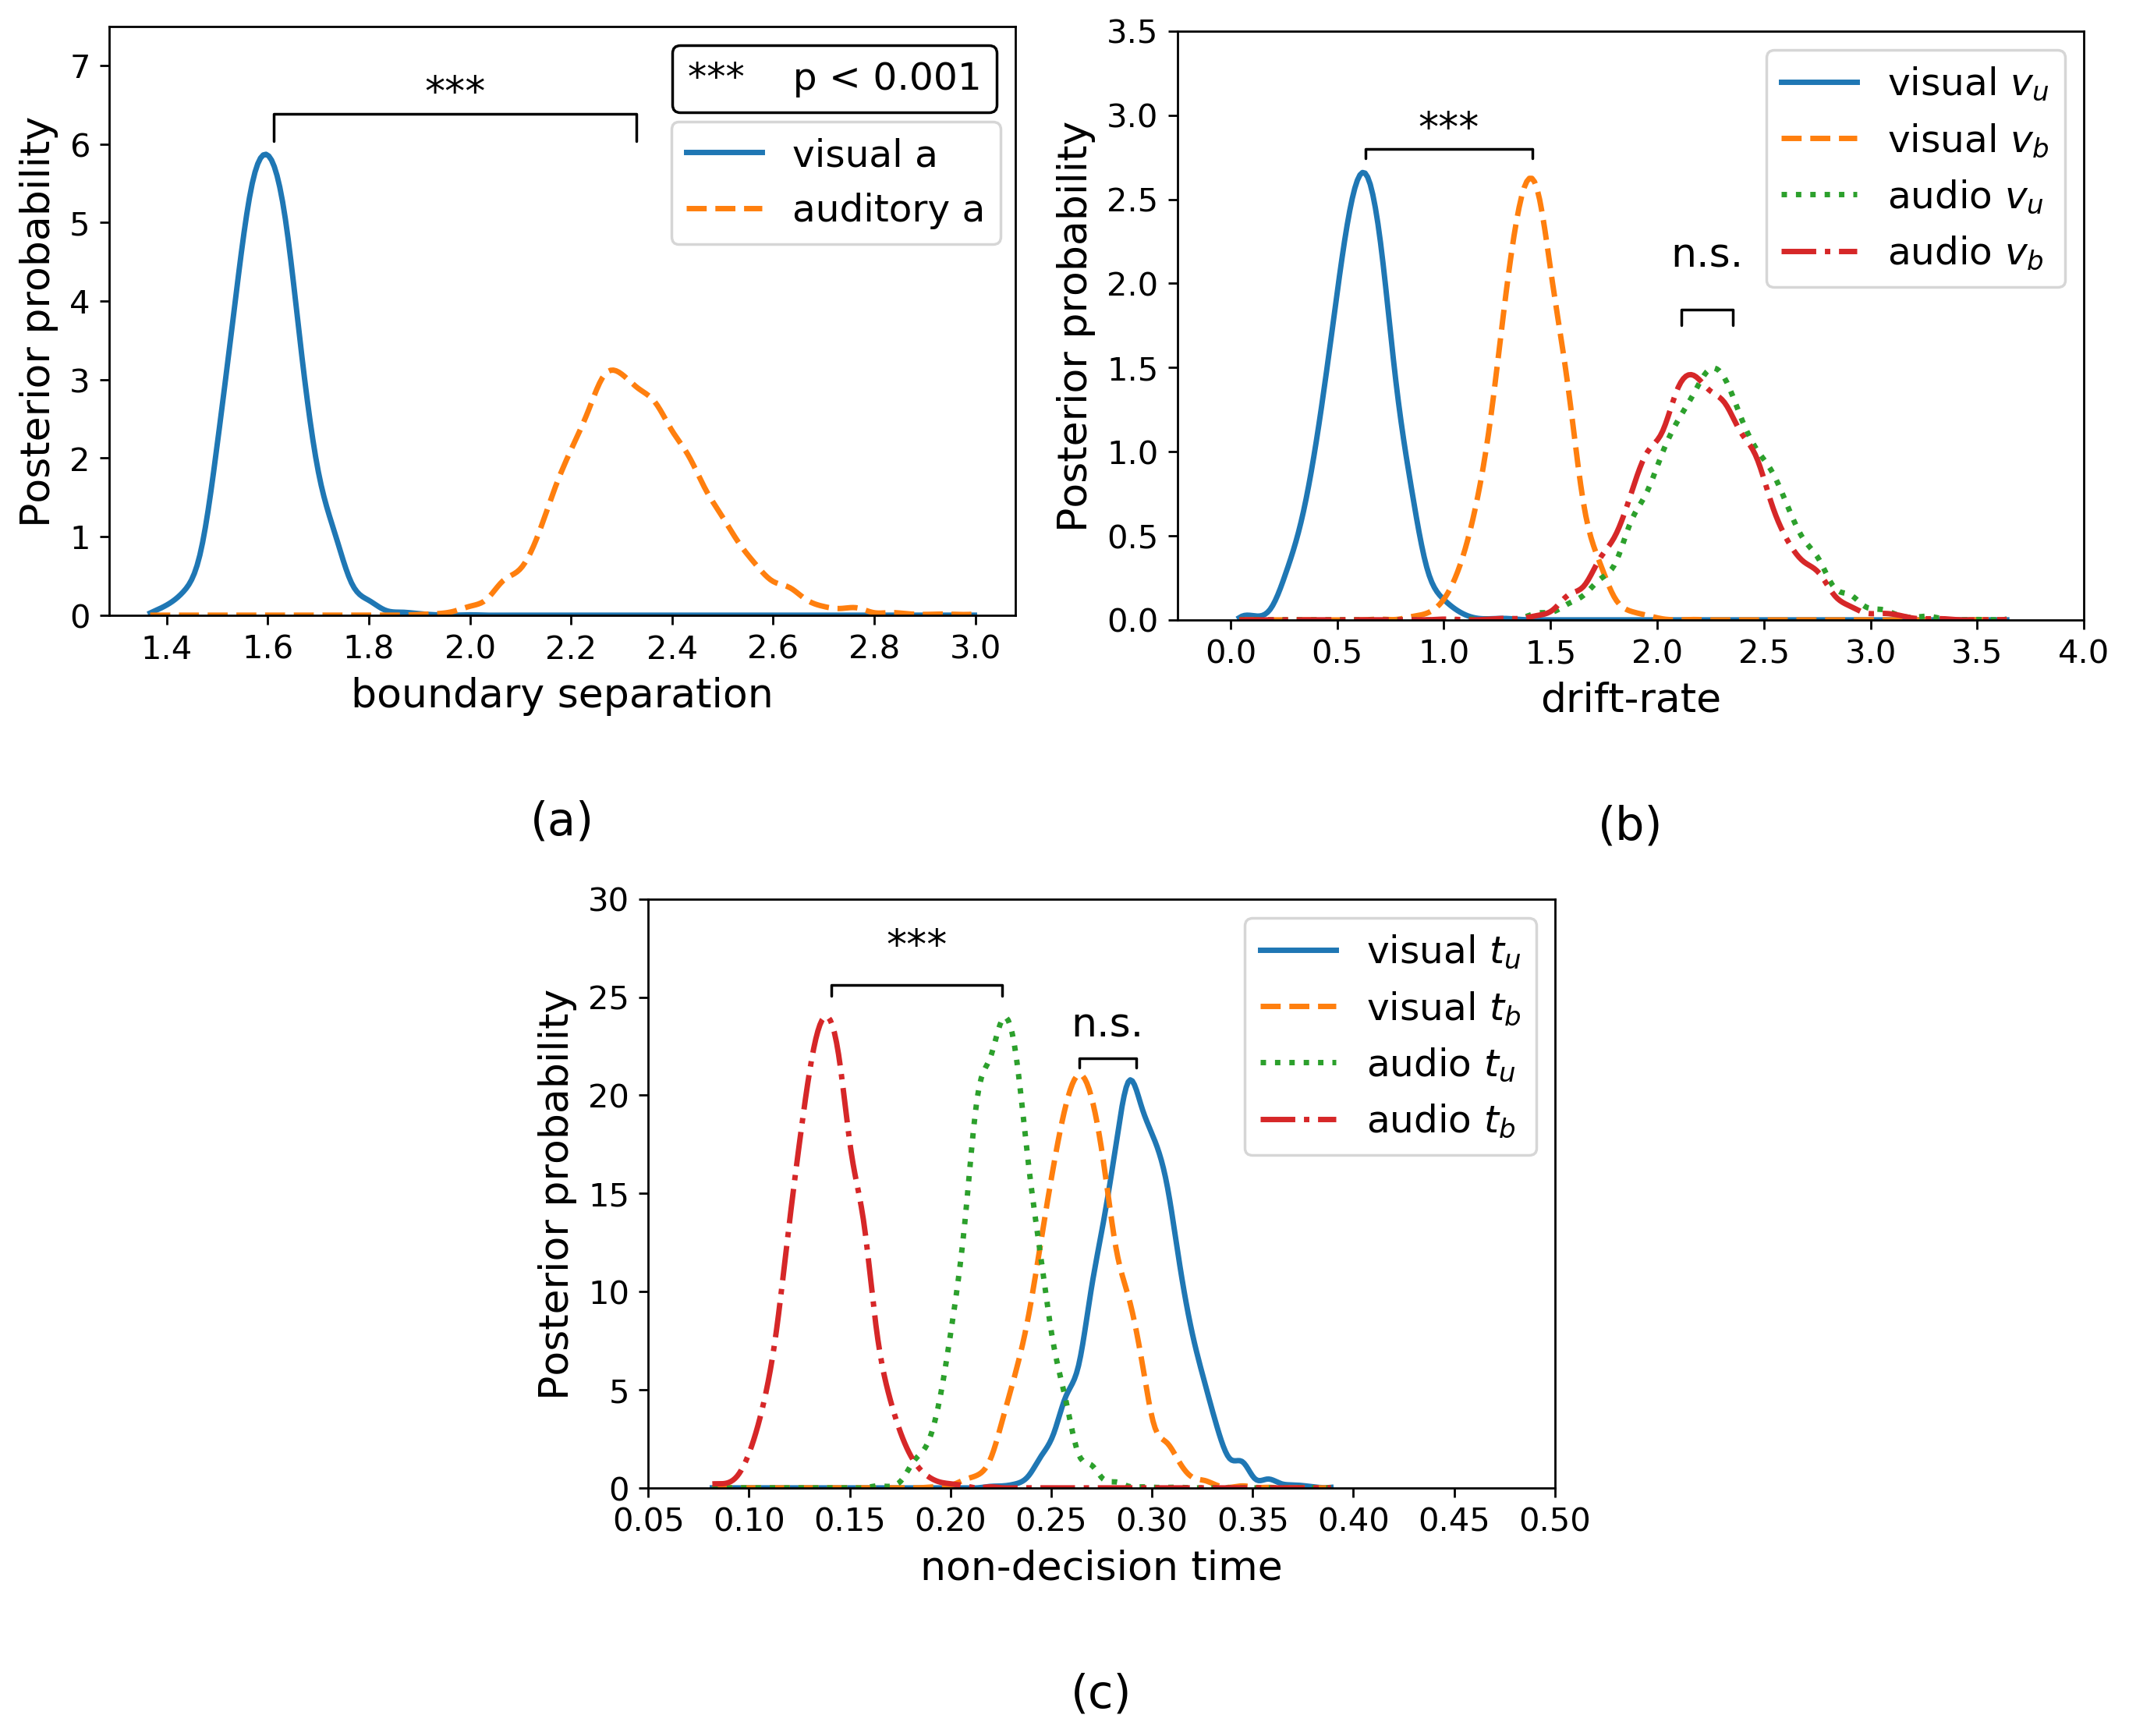 *** p < 0.001
visual a
auditory a
***
7
6
5
4
3
2
1
0
Posterior probability
1.4 1.6 1.8 2.0 2.2 2.4 2.6 2.8 3.0
boundary separation
(a)
visual v_u
visual v_b
audio v_u
audio v_b
***
n.s.
3.5
3.0
2.5
2.0
1.5
1.0
0.5
0.0
Posterior probability
0.0 0.5 1.0 1.5 2.0 2.5 3.0 3.5 4.0
drift-rate
(b)
visual t_u
visual t_b
audio t_u
audio t_b
***
n.s.
30
25
20
15
10
5
0
Posterior probability
0.05 0.10 0.15 0.20 0.25 0.30 0.35 0.40 0.45 0.50
non-decision time
(c)